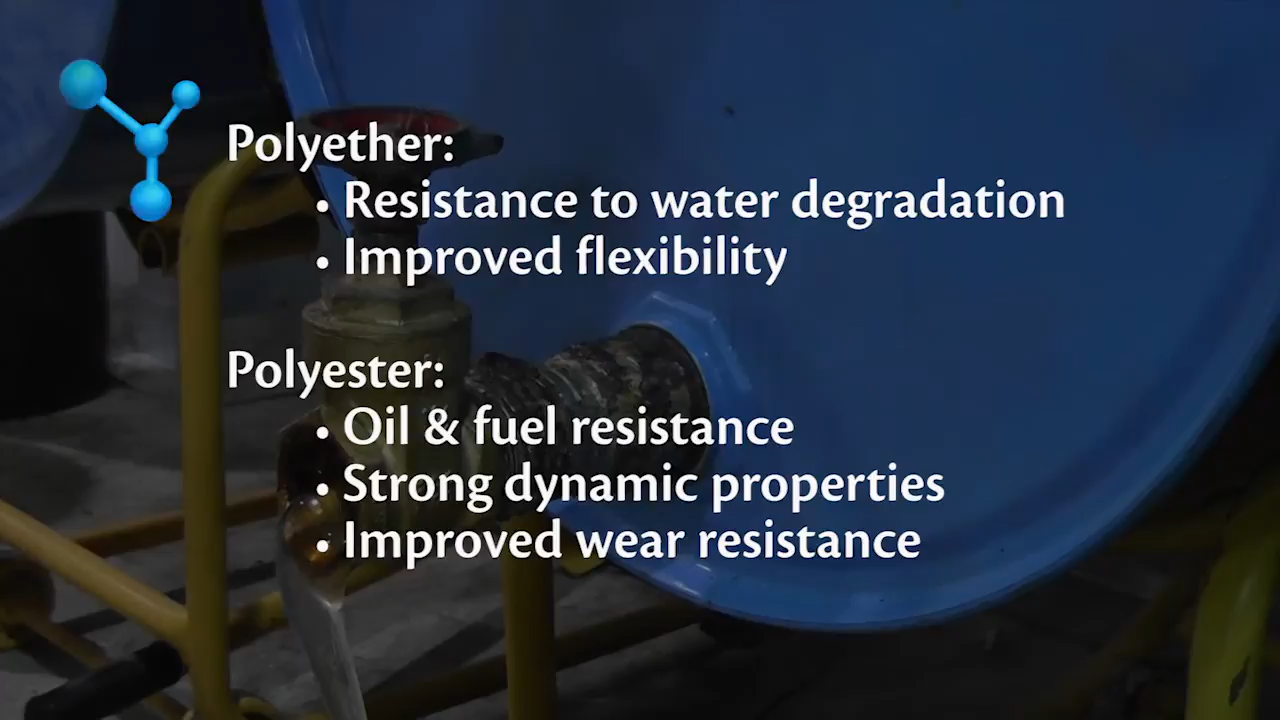 Polyether:
• Resistance to water degradation
• Improved flexibility
Polyester:
• Oil & fuel resistance
• Strong dynamic properties
• Improved wear resistance